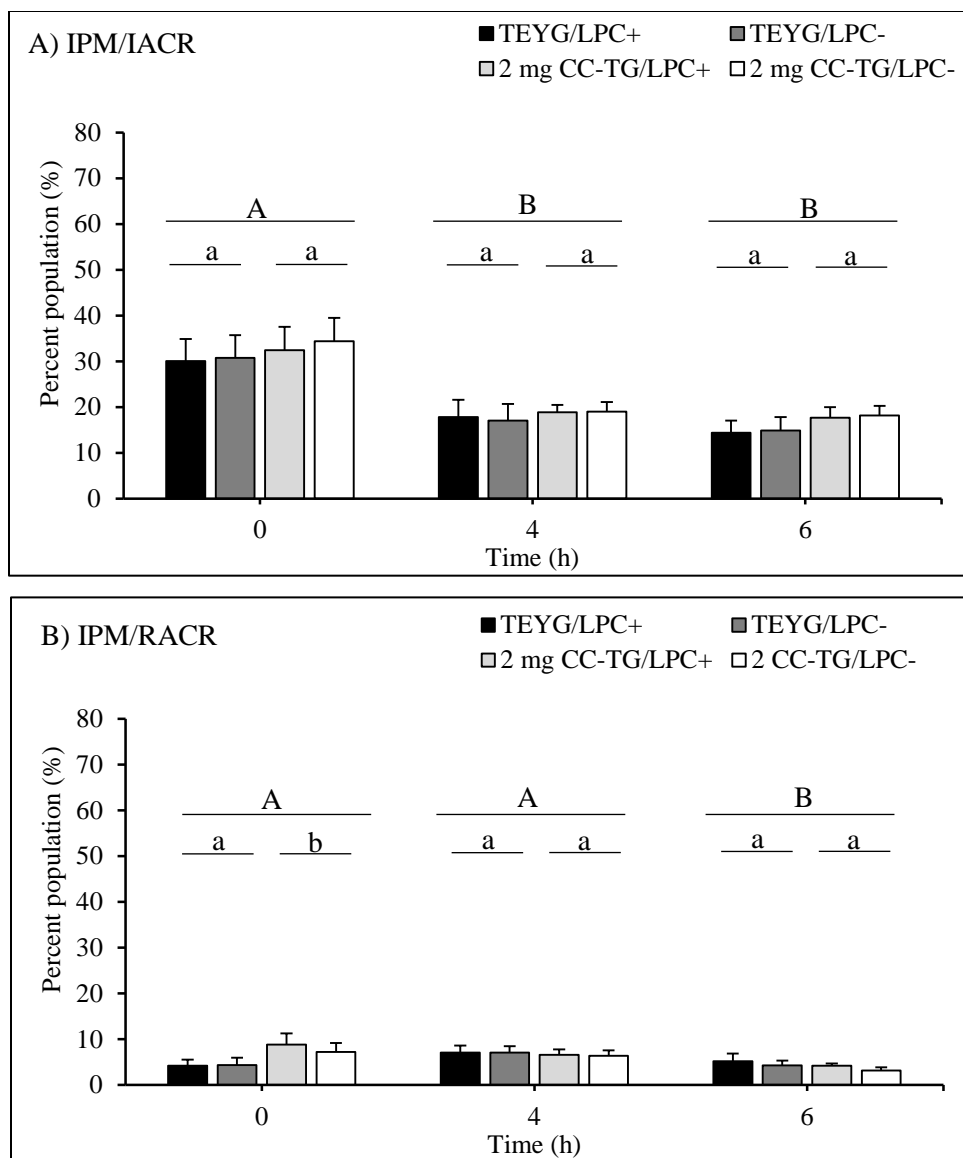 A) IPM/IACR
TEYG/LPC+ TEYG/LPC-
2 mg CC-TG/LPC+ 2 mg CC-TG/LPC-
Percent population (%)
80
70
60
50
40
30
20
10
0
A B B
a a a a a a
0 4 6
Time (h)
B) IPM/RACR
TEYG/LPC+ TEYG/LPC-
2 mg CC-TG/LPC+ 2 CC-TG/LPC-
Percent population (%)
80
70
60
50
40
30
20
10
0
A A B
a b a a a a
0 4 6
Time (h)